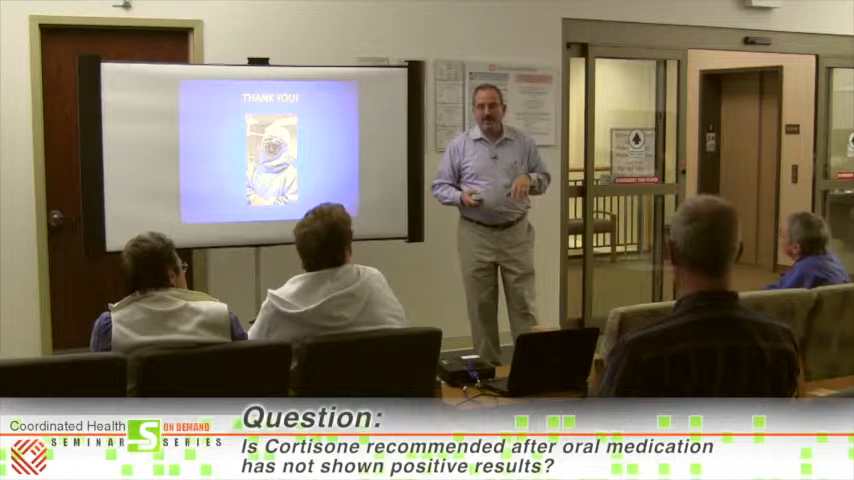 THANK YOU!
Question:
Is Cortisone recommended after oral medication
has not shown positive results?
Coordinated Health
S
ON DEMAND
SEMINAR
SERIES